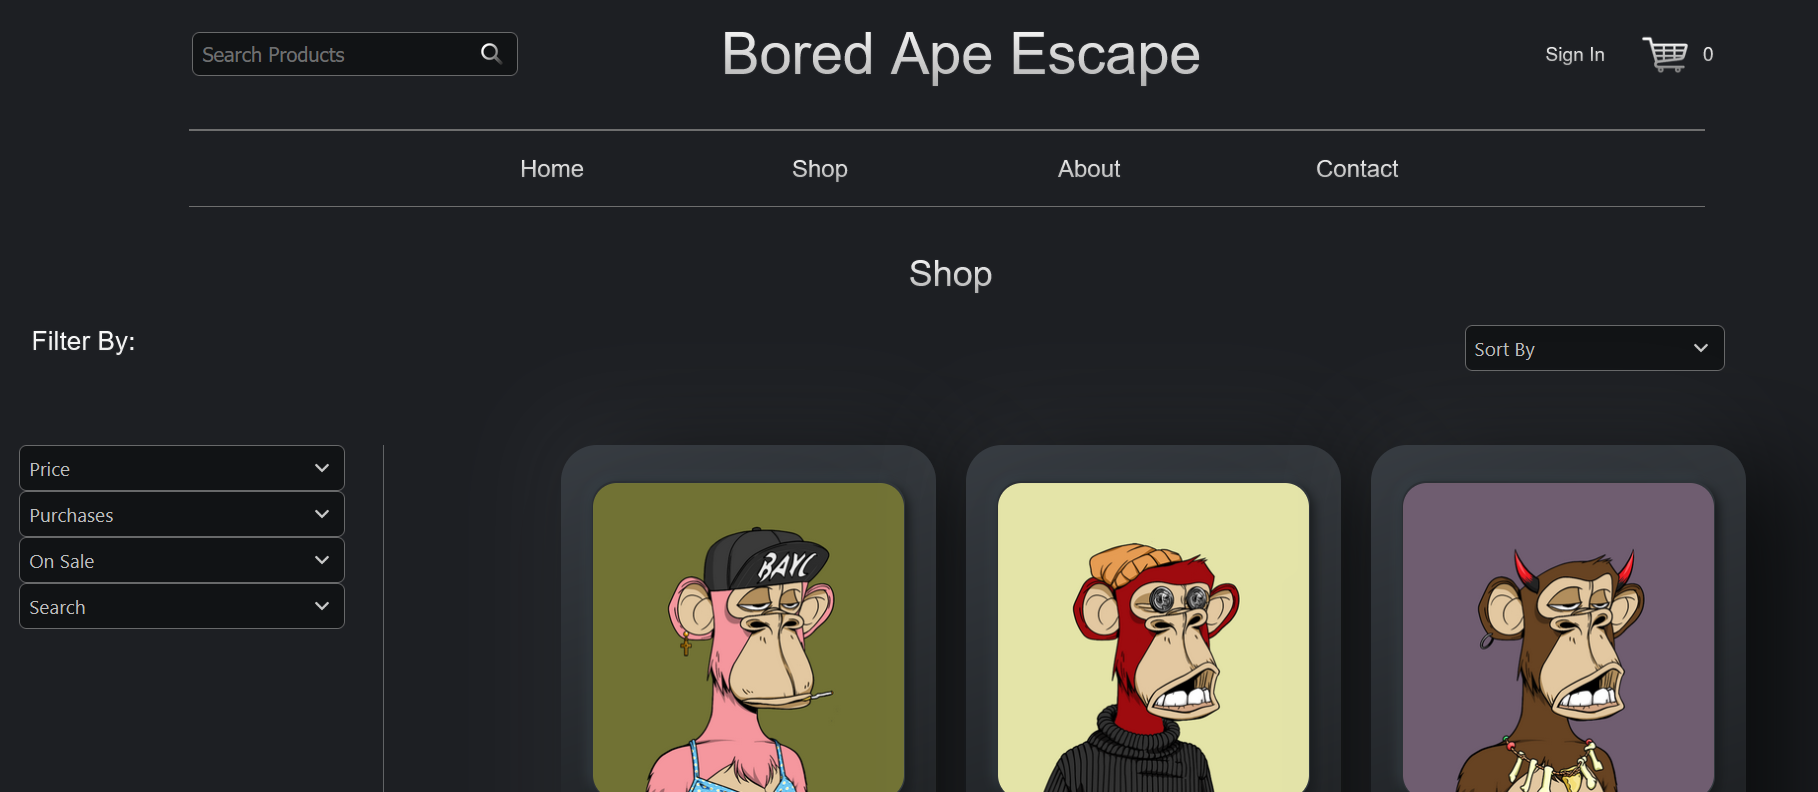 Search Products
Bored Ape Escape
Sign In
0
Home
Shop
About
Contact
Shop
Filter By:
Sort By
Price
Purchases
On Sale
Search
BAYC